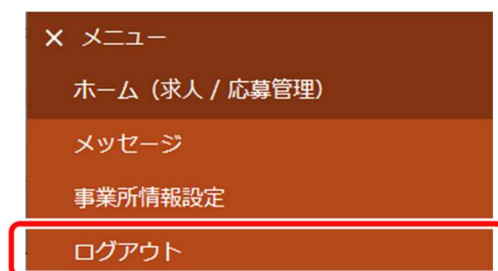 × メニュー
ホーム（求人 / 応募管理）
メッセージ
事業所情報設定
ログアウト